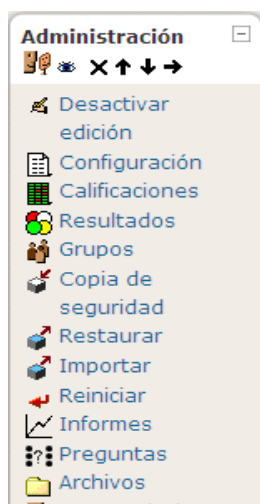 Administración
Desactivar
edición
Configuración
Calificaciones
Resultados
Grupos
Copia de
seguridad
Restaurar
Importar
Reiniciar
Informes
Preguntas
Archivos